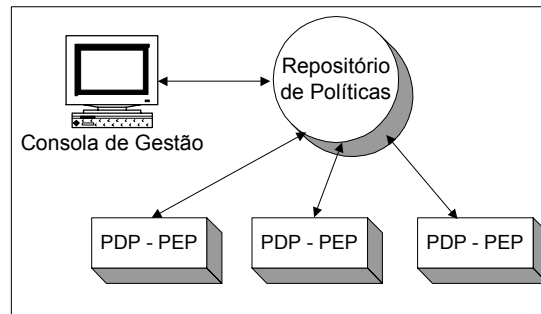 Repositório
de Políticas
Consola de Gestão
PDP - PEP
PDP - PEP
PDP - PEP